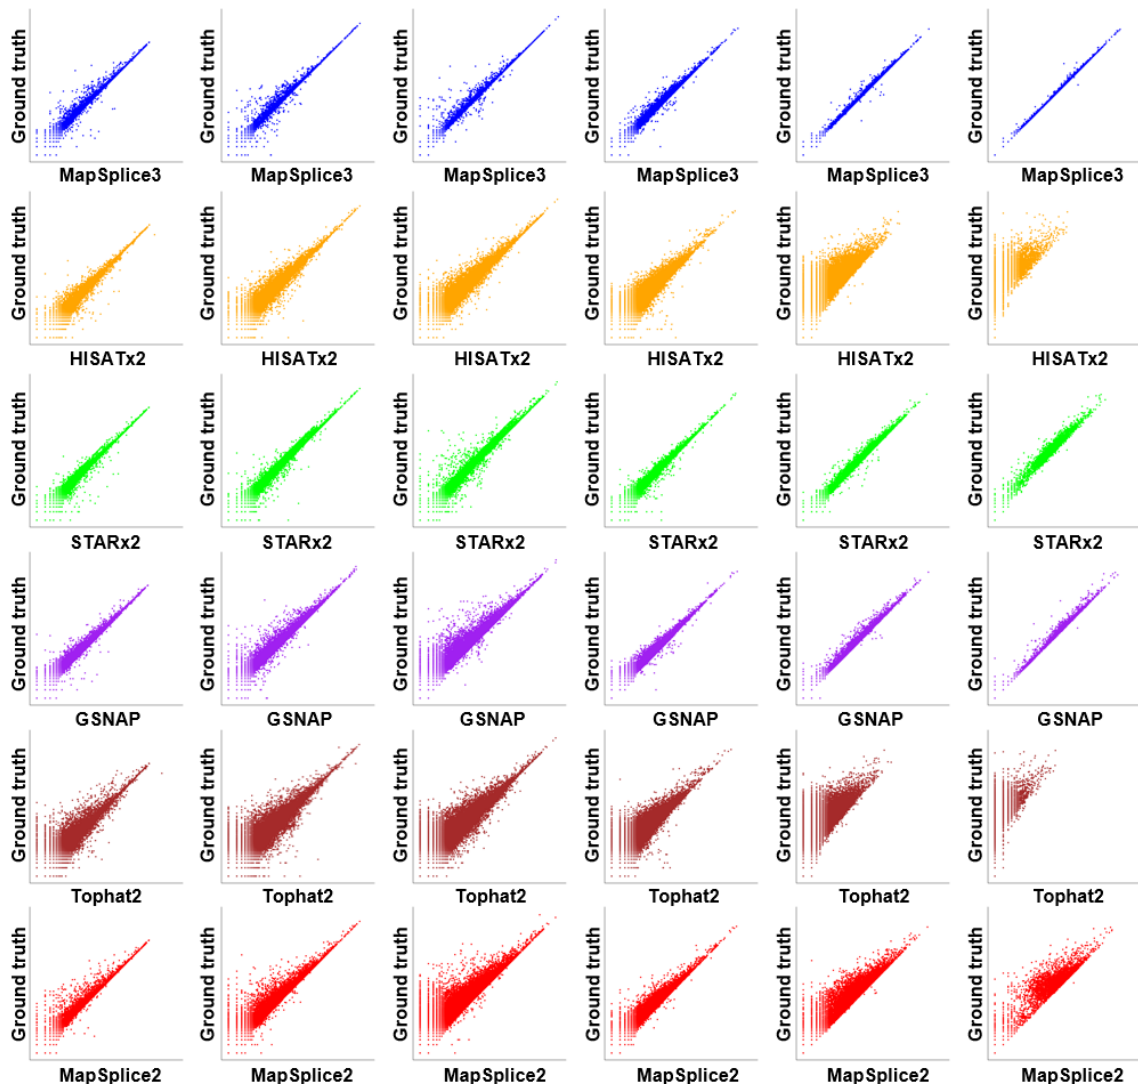 Ground truth Ground truth Ground truth Ground truth Ground truth Ground truth
MapSplice3 MapSplice3 MapSplice3 MapSplice3 MapSplice3 MapSplice3
Ground truth Ground truth Ground truth Ground truth Ground truth Ground truth
HISATx2 HISATx2 HISATx2 HISATx2 HISATx2 HISATx2
Ground truth Ground truth Ground truth Ground truth Ground truth Ground truth
STARx2 STARx2 STARx2 STARx2 STARx2 STARx2
Ground truth Ground truth Ground truth Ground truth Ground truth Ground truth
GSNAP GSNAP GSNAP GSNAP GSNAP GSNAP
Ground truth Ground truth Ground truth Ground truth Ground truth Ground truth
Tophat2 Tophat2 Tophat2 Tophat2 Tophat2 Tophat2
Ground truth Ground truth Ground truth Ground truth Ground truth Ground truth
MapSplice2 MapSplice2 MapSplice2 MapSplice2 MapSplice2 MapSplice2